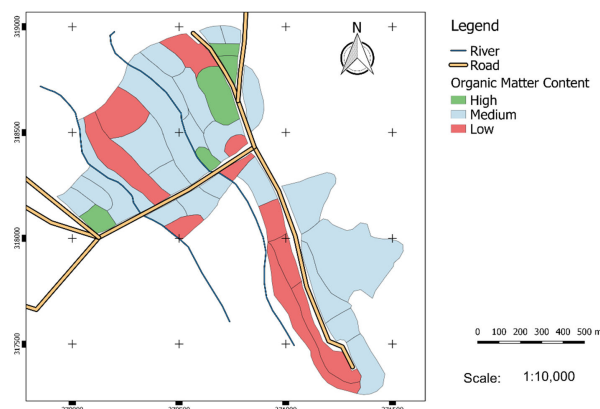 N
Legend
River
Road
Organic Matter Content
High
Medium
Low
319000
318500
318000
317500
0 100 200 300 400 500 m
Scale: 1:10,000